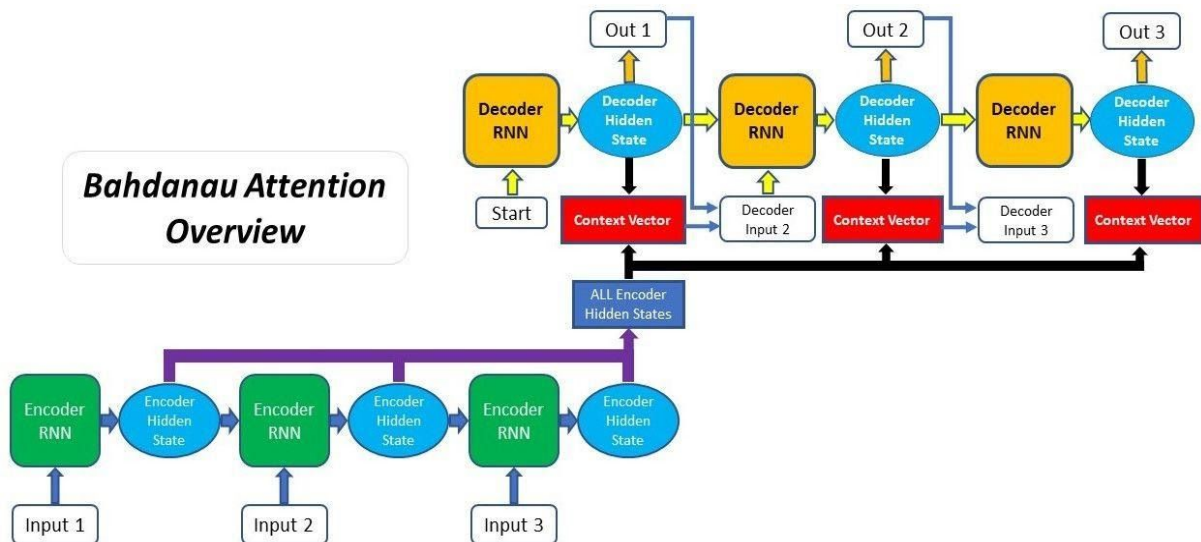 Out 1
Out 2
Out 3
Decoder
RNN
Decoder
Hidden
State
Decoder
RNN
Decoder
Hidden
State
Decoder
RNN
Decoder
Hidden
State
Bahdanau Attention
Overview
Start
Context Vector
Decoder
Input 2
Context Vector
Decoder
Input 3
Context Vector
ALL Encoder
Hidden States
Encoder
RNN
Encoder
Hidden
State
Encoder
RNN
Encoder
Hidden
State
Encoder
RNN
Encoder
Hidden
State
Input 1
Input 2
Input 3